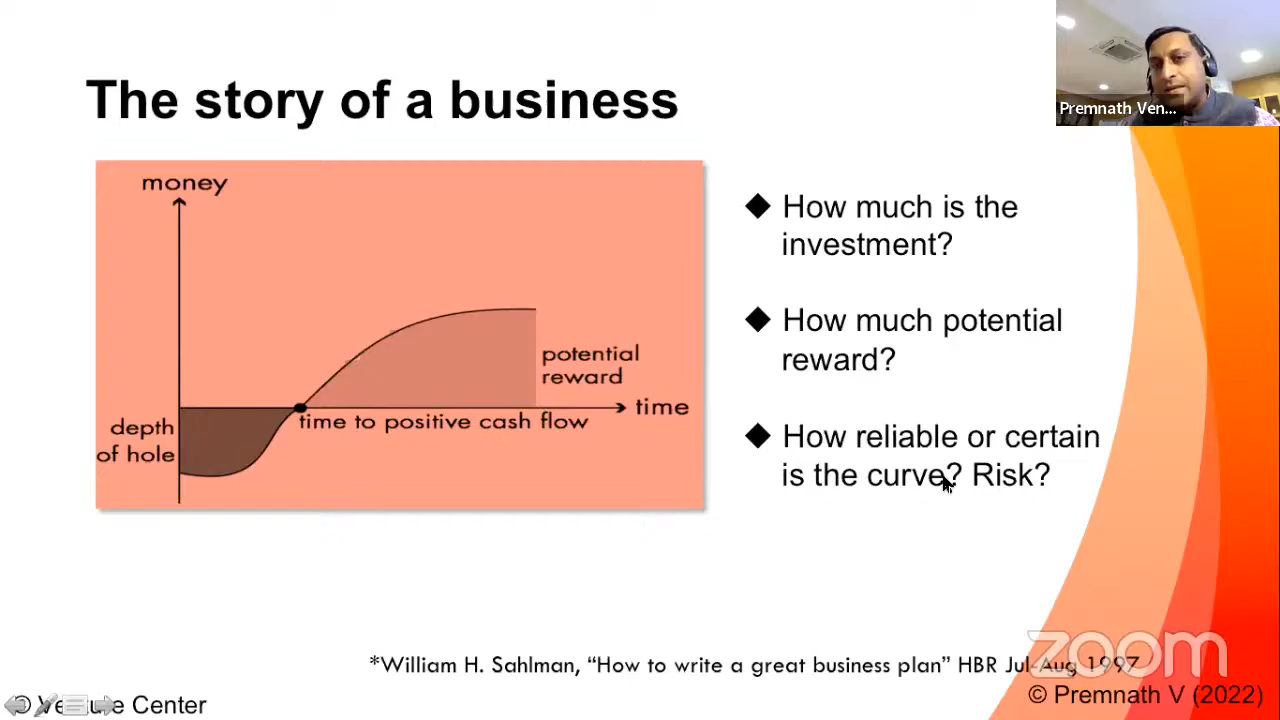 Premnath Ven...
The story of a business
money
potential
reward
time
time to positive cash flow
depth
of hole
◆ How much is the
investment?
◆ How much potential
reward?
◆ How reliable or certain
is the curve? Risk?
*William H. Sahlman, “How to write a great business plan” HBR Jul-Aug 1997
zoom
© Venture Center
© Premnath V (2022)